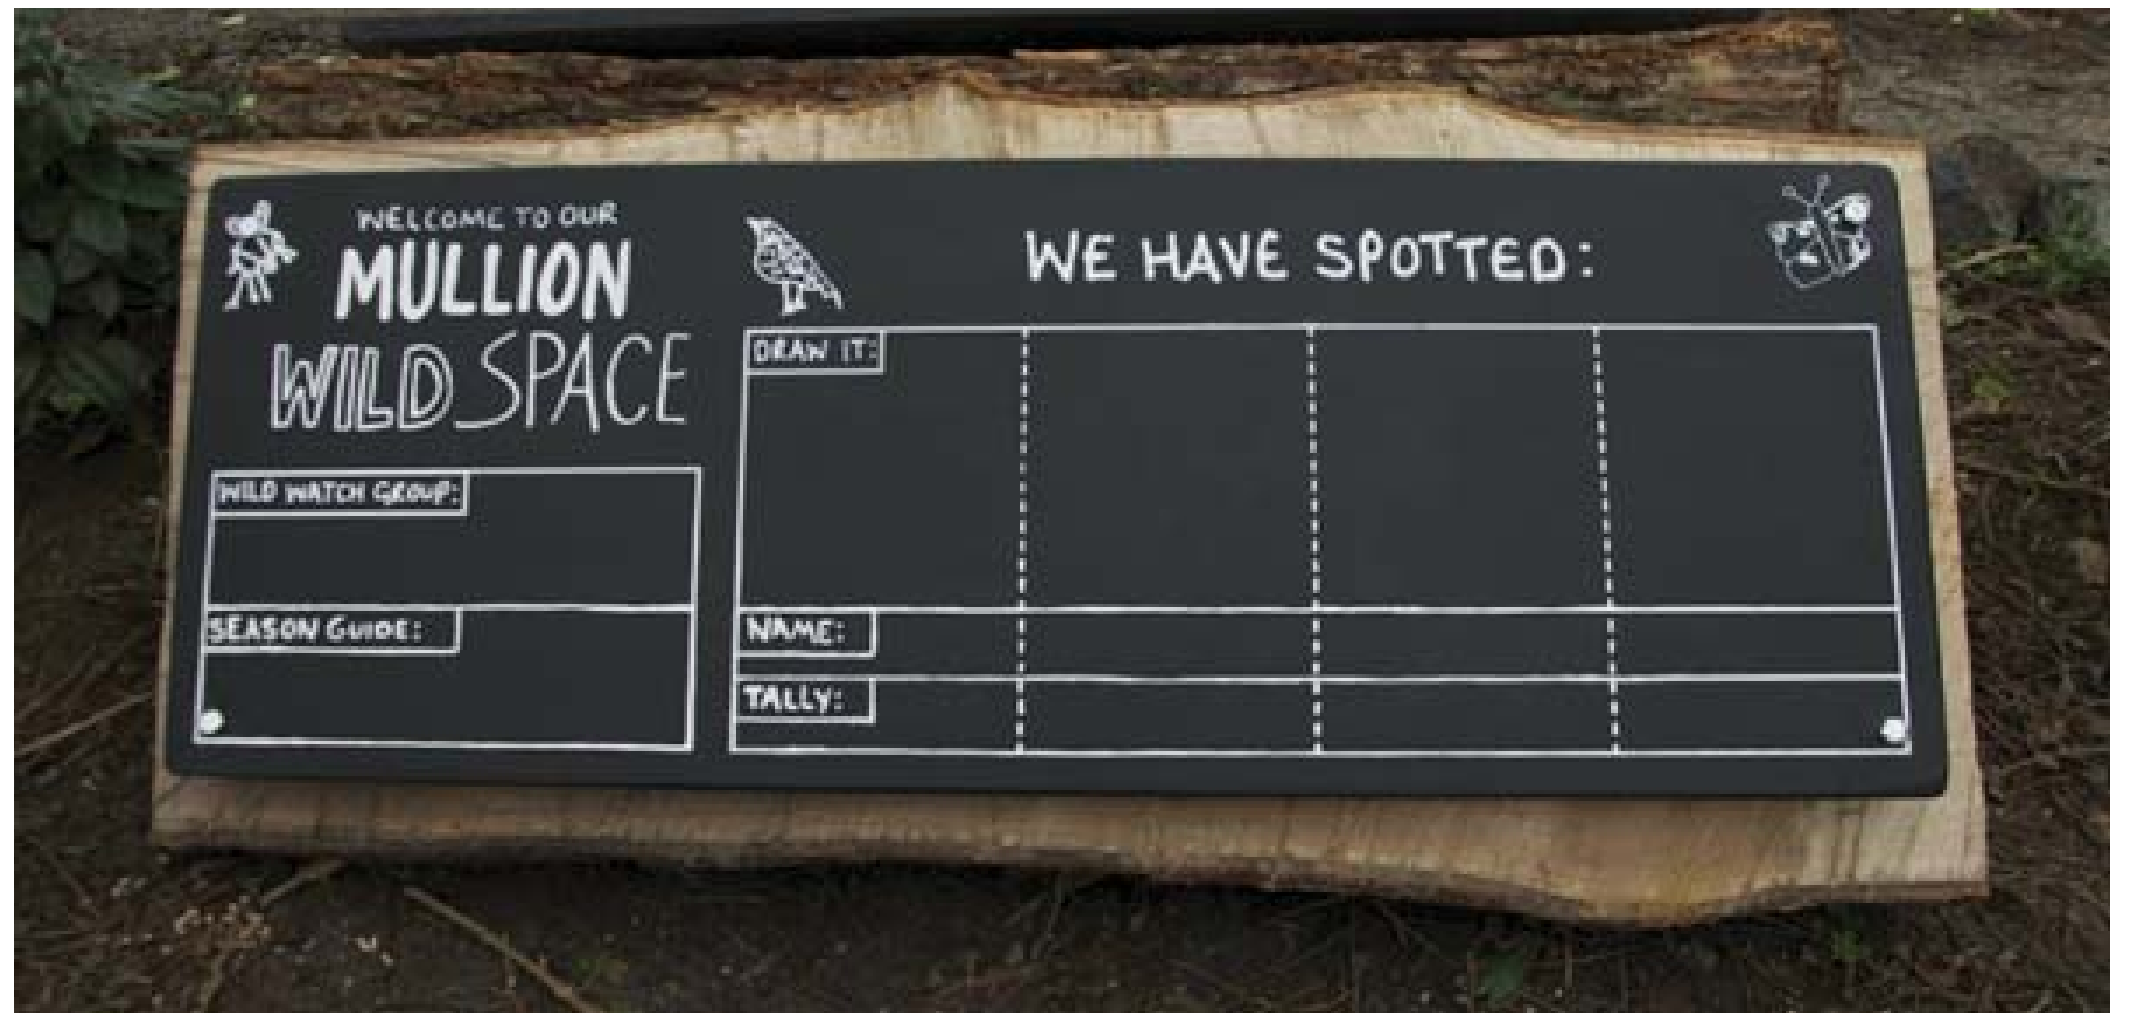 WELCOME TO OUR
MULLION
WILD SPACE
WILD WATCH GROUP:
SEASON GUIDE:
WE HAVE SPOTTED:
DRAW IT:
NAME:
TALLY: